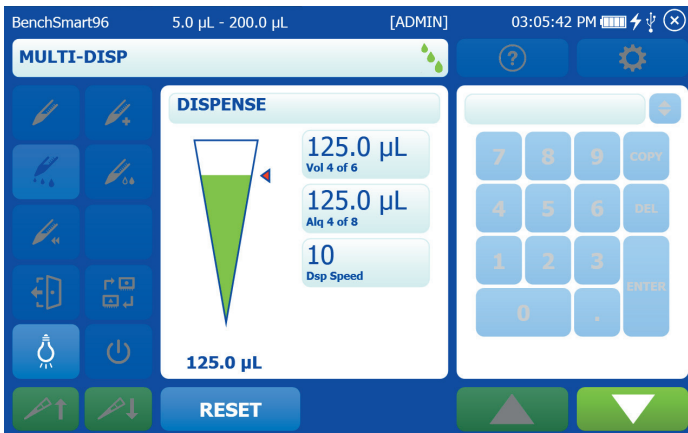 BenchSmart96 5.0 µL - 200.0 µL [ADMIN] 03:05:42 PM
MULTI-DISP
?
DISPENSE
125.0 µL
Vol 4 of 6
125.0 µL
Alq 4 of 8
10
Dsp Speed
125.0 µL
7 8 9 COPY
4 5 6 DEL
1 2 3
ENTER
0 .
RESET